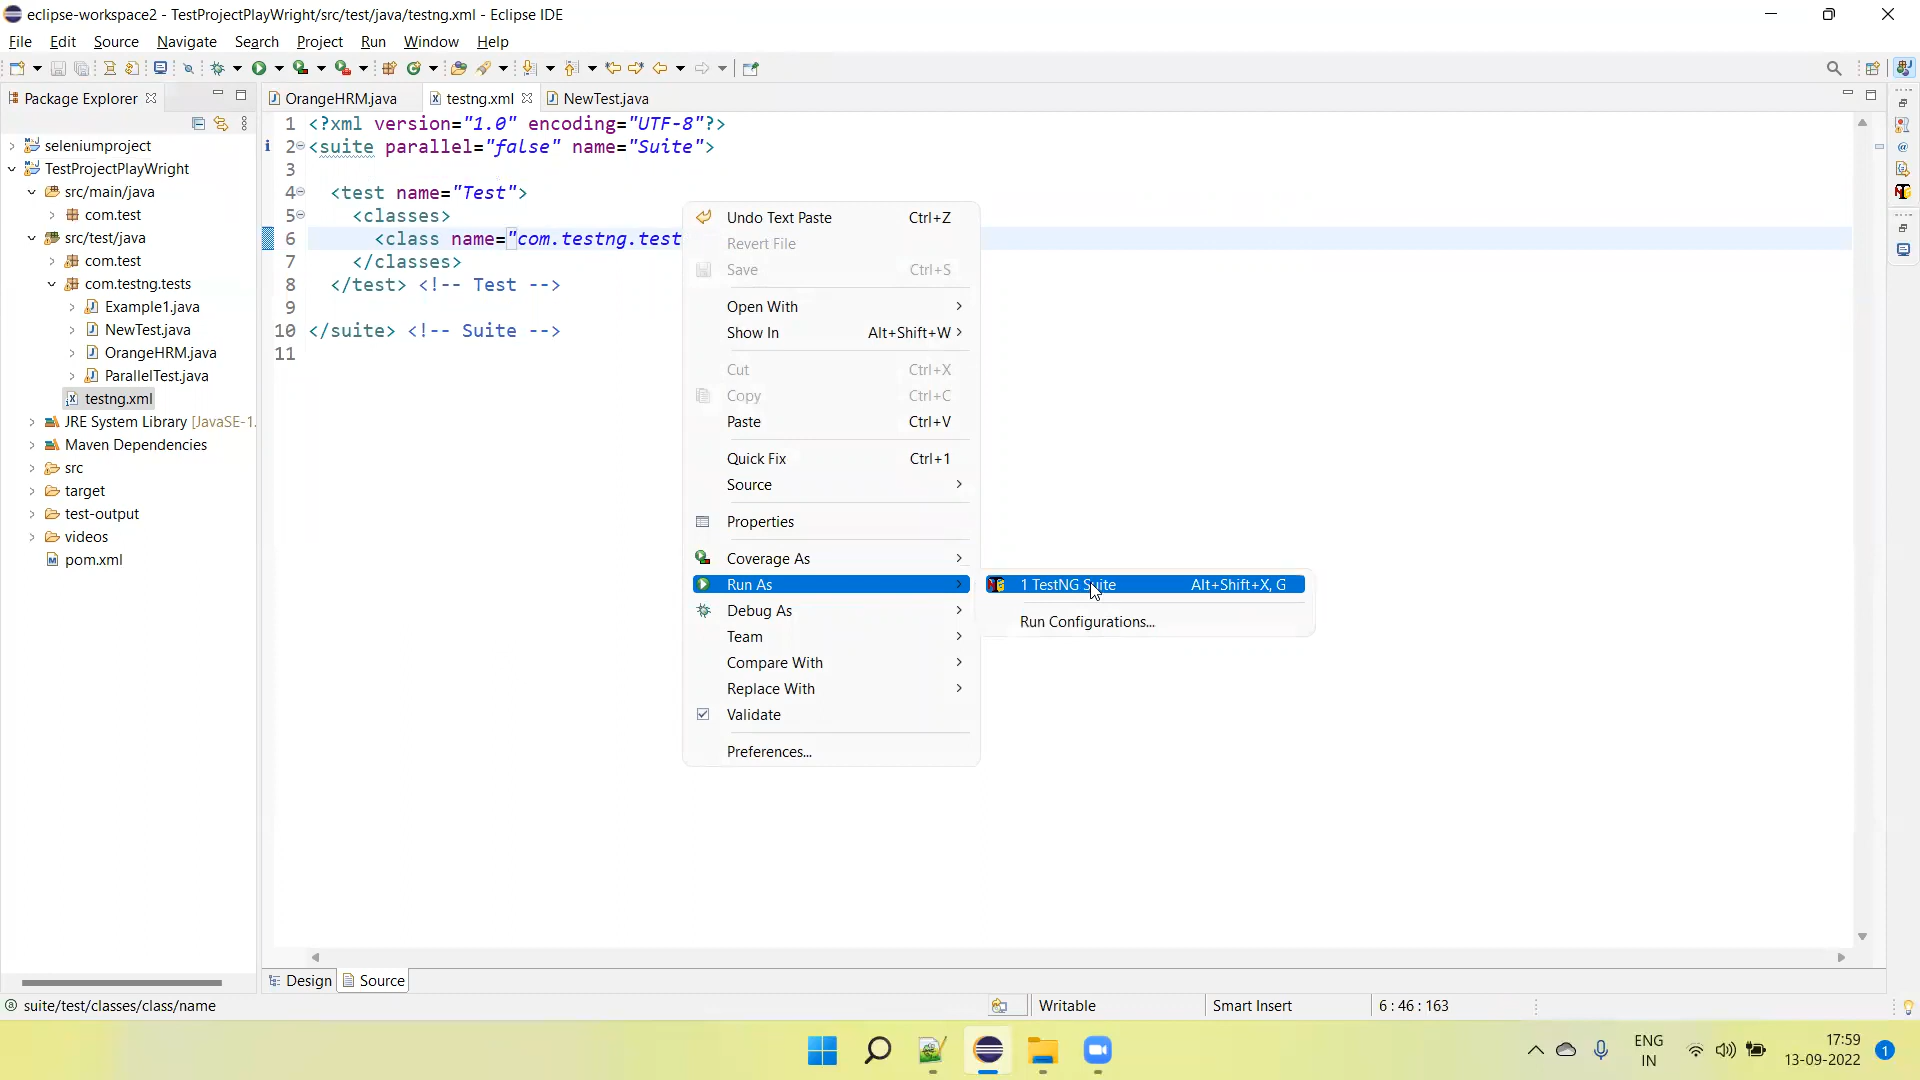 eclipse-workspace2 - TestProjectPlayWright/src/test/java/testng.xml - Eclipse IDE
File Edit Source Navigate Search Project Run Window Help
Package Explorer
OrangeHRM.java testng.xml NewTest.java
seleniumproject
TestProjectPlayWright
src/main/java
com.test
src/test/java
com.test
com.testng.tests
Example1.java
NewTest.java
OrangeHRM.java
ParallelTest.java
testng.xml
JRE System Library [JavaSE-1.
Maven Dependencies
src
target
test-output
videos
pom.xml
1 <?xml version="1.0" encoding="UTF-8"?>
2 <suite parallel="false" name="Suite">
3
4 <test name="Test">
5 <classes>
6 <class name="com.testng.test
7 </classes>
8 </test> <!-- Test -->
9
10 </suite> <!-- Suite -->
11
Undo Text Paste Ctrl+Z
Revert File
Save Ctrl+S
Open With
Show In Alt+Shift+W
Cut Ctrl+X
Copy Ctrl+C
Paste Ctrl+V
Quick Fix Ctrl+1
Source
Properties
Coverage As
Run As
Debug As
Team
Compare With
Replace With
Validate
Preferences...
1 TestNG Suite Alt+Shift+X, G
Run Configurations...
Design Source
suite/test/classes/class/name Writable Smart Insert 6 : 46 : 163
ENG
IN
17:59
13-09-2022
1